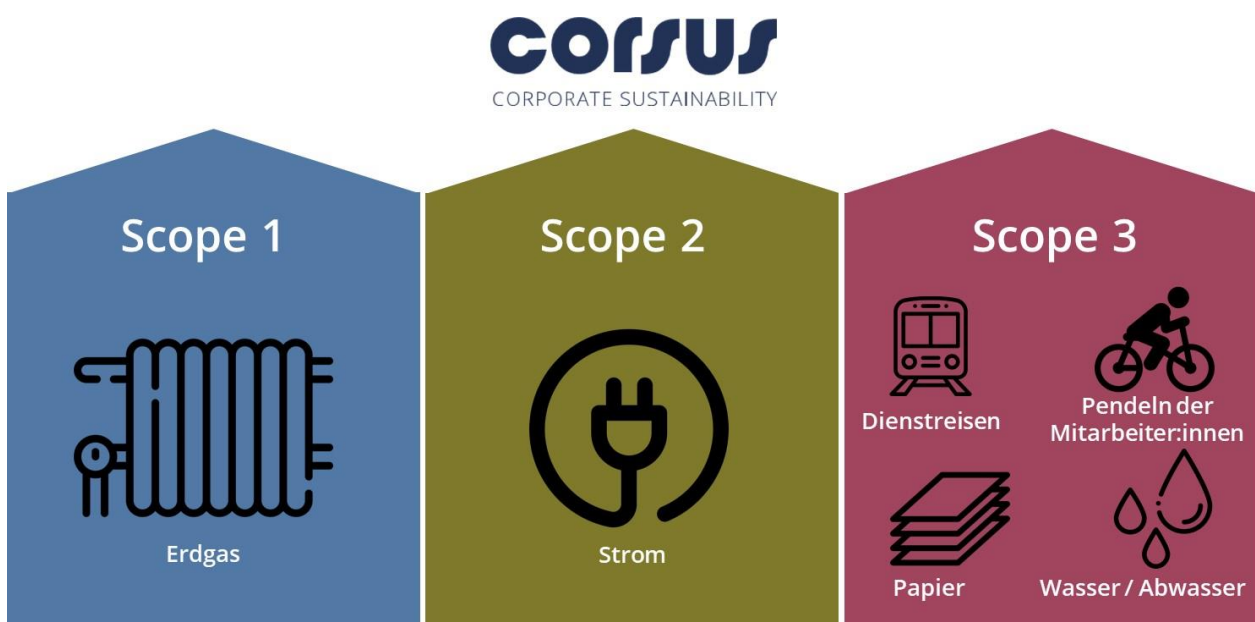 corsus
CORPORATE SUSTAINABILITY
Scope 1
Erdgas
Scope 2
Strom
Scope 3
Dienstreisen
Pendeln der
Mitarbeiter:innen
Papier
Wasser / Abwasser